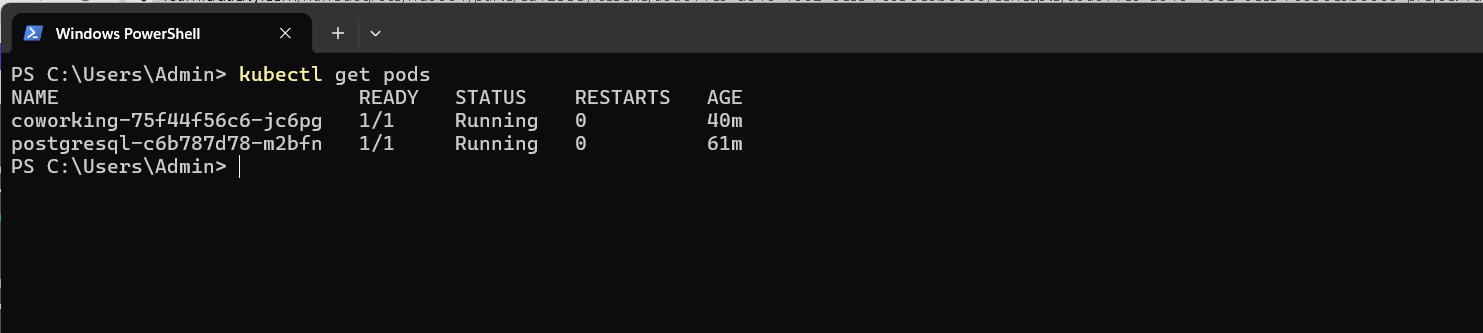 Windows PowerShell
PS C:\Users\Admin> kubectl get pods
NAME READY STATUS RESTARTS AGE
coworking-75f44f56c6-jc6pg 1/1 Running 0 40m
postgresql-c6b787d78-m2bfn 1/1 Running 0 61m
PS C:\Users\Admin>